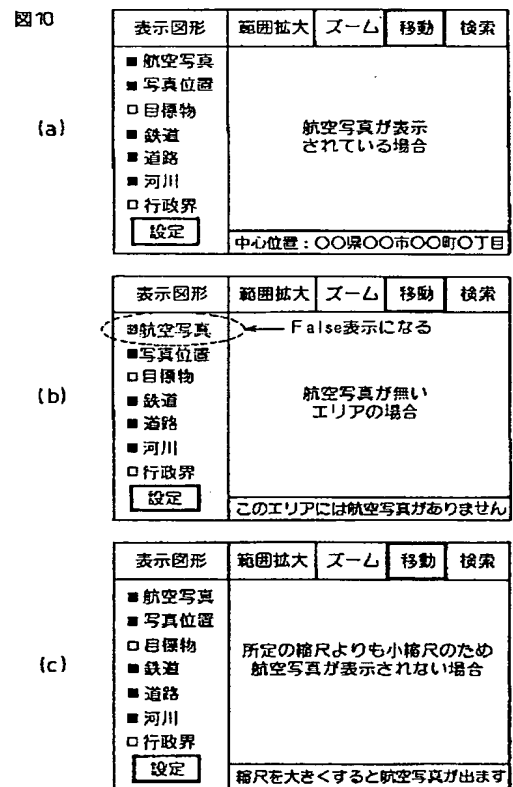 図10
(a)
表示図形 範囲拡大 ズーム 移動 検索
■航空写真
■写真位置
□目標物
■鉄道
■道路
■河川
□行政界
設定
航空写真が表示
されている場合
中心位置：〇〇県〇〇市〇〇町〇丁目
(b)
表示図形 範囲拡大 ズーム 移動 検索
航空写真
False表示になる
■写真位置
□目標物
■鉄道
■道路
■河川
□行政界
設定
航空写真が無い
エリアの場合
このエリアには航空写真がありません
(c)
表示図形 範囲拡大 ズーム 移動 検索
■航空写真
■写真位置
□目標物
■鉄道
■道路
■河川
□行政界
設定
所定の縮尺よりも小縮尺のため
航空写真が表示されない場合
縮尺を大きくすると航空写真が出ます